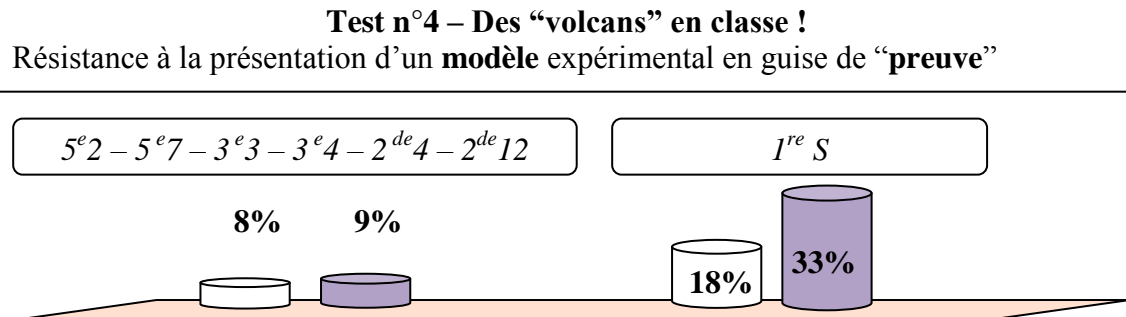 Test n°4 – Des “volcans” en classe !
Résistance à la présentation d’un modèle expérimental en guise de “preuve”
5e2 – 5e7 – 3e3 – 3e4 – 2de4 – 2de12
1re S
8% 9%
18% 33%